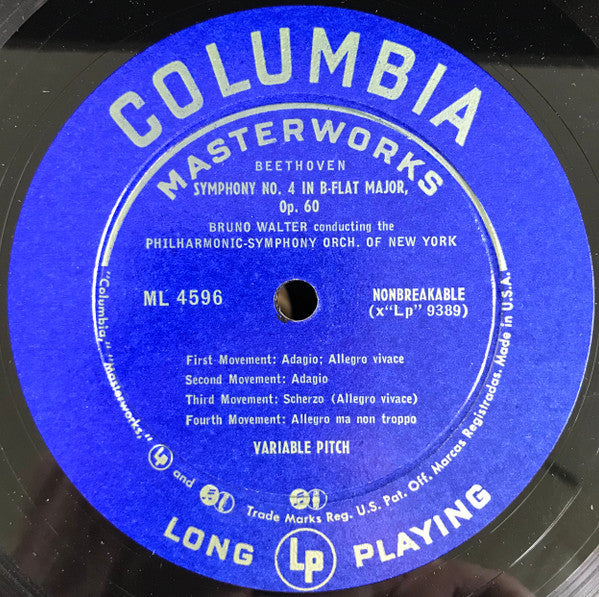 COLUMBIA
MASTERWORKS
BEETHOVEN
SYMPHONY NO. 4 IN B-FLAT MAJOR,
Op. 60
BRUNO WALTER conducting the
PHILHARMONIC-SYMPHONY ORCH. OF NEW YORK
ML 4596
NONBREAKABLE
(x"Lp" 9389)
First Movement: Adagio; Allegro vivace
Second Movement: Adagio
Third Movement: Scherzo (Allegro vivace)
Fourth Movement: Allegro ma non troppo
VARIABLE PITCH
"Columbia," "Masterworks," Lp and Trade Marks Reg. U.S. Pat. Off. Marcas Registradas. Made in U.S.A.
LONG Lp PLAYING